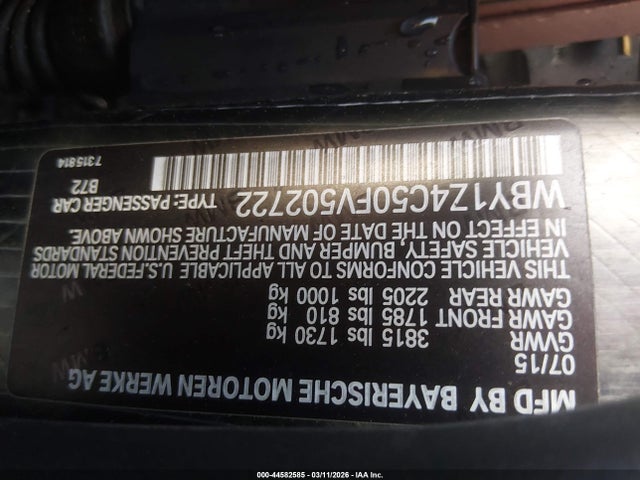 MFD BY BAYERISCHE MOTOREN WERKE AG
07/15
GVWR 3815 lbs 1730 kg
GAWR FRONT 1785 lbs 810 kg
GAWR REAR 2205 lbs 1000 kg
THIS VEHICLE CONFORMS TO ALL APPLICABLE U.S.FEDERAL MOTOR
VEHICLE SAFETY, BUMPER AND THEFT PREVENTION STANDARDS
IN EFFECT ON THE DATE OF MANUFACTURE SHOWN ABOVE.
WBY1Z4C50FV502722 TYPE: PASSENGER CAR
B72
7315814
000-44582585 - 03/11/2026 - IAA Inc.